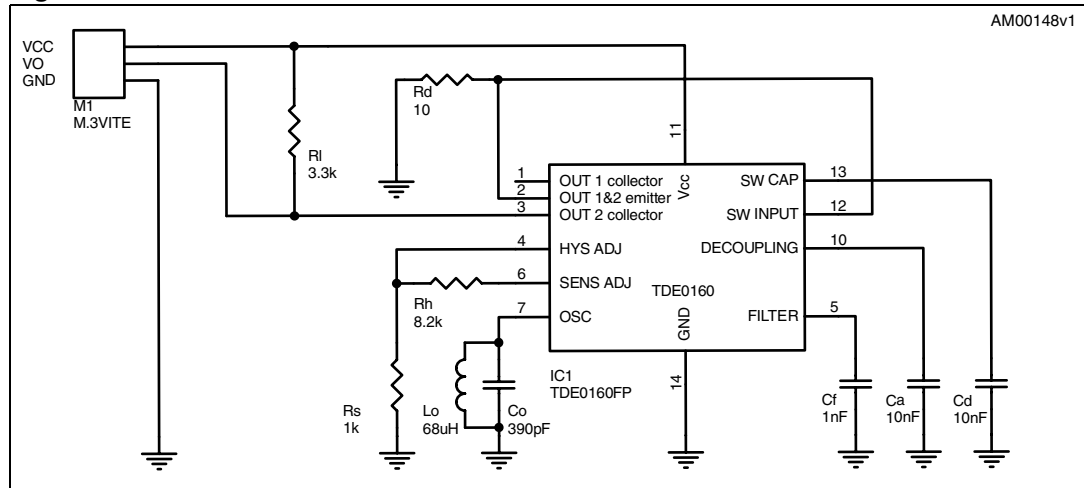 AM00148v1
VCC
VO
GND
M1
M.3VITE
Rl
3.3k
Rd
10
11
Vcc
1
OUT 1 collector
2
OUT 1&2 emitter
3
OUT 2 collector
4
HYS ADJ
6
SENS ADJ
7
OSC
SW CAP
13
SW INPUT
12
DECOUPLING
10
TDE0160
FILTER
5
GND
14
IC1
TDE0160FP
Rh
8.2k
Rs
1k
Lo
68uH
Co
390pF
Cf
1nF
Ca
10nF
Cd
10nF